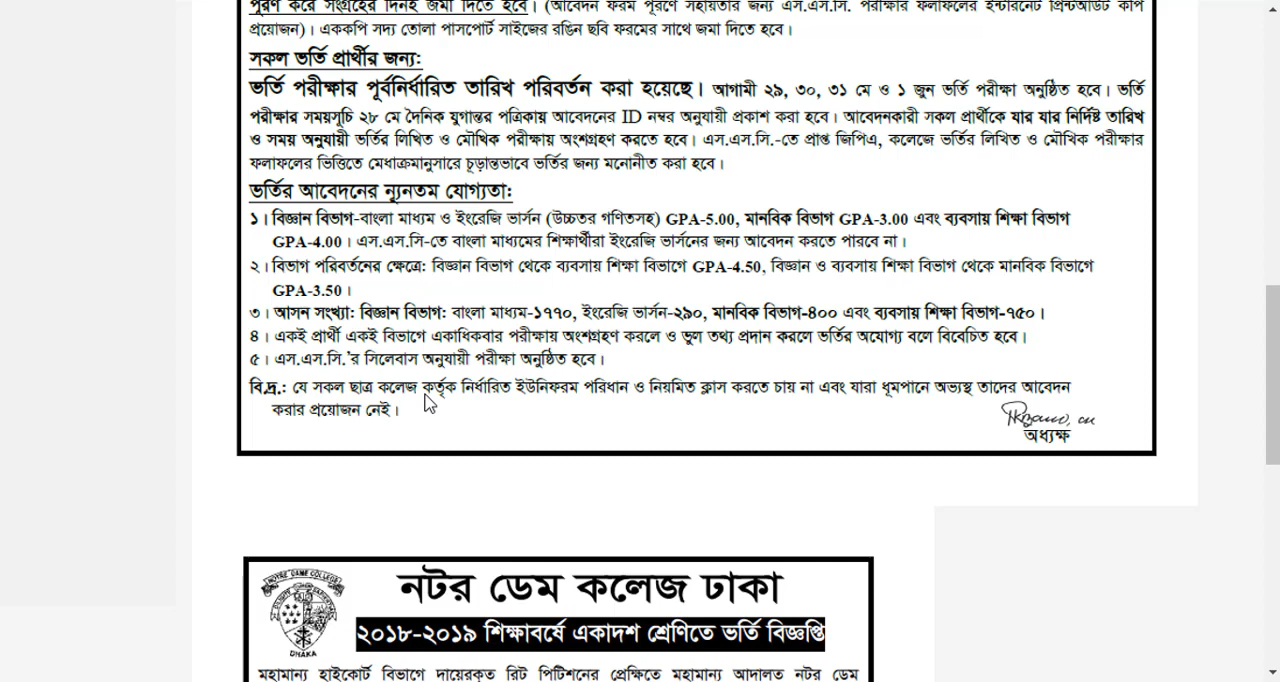 পূরণ করে সংগ্রহের দিনই জমা দিতে হবে। (আবেদন ফরম পূরণে সহায়তার জন্য এস.এস.সি. পরীক্ষার ফলাফলের ইন্টারনেট প্রিন্টআউট কপি
প্রয়োজন)। এককপি সদ্য তোলা পাসপোর্ট সাইজের রঙিন ছবি ফরমের সাথে জমা দিতে হবে।
সকল ভর্তি প্রার্থীর জন্য:
ভর্তি পরীক্ষার পূর্বনির্ধারিত তারিখ পরিবর্তন করা হয়েছে। আগামী ২৯, ৩০, ৩১ মে ও ১ জুন ভর্তি পরীক্ষা অনুষ্ঠিত হবে। ভর্তি
পরীক্ষার সময়সূচি ২৮ মে দৈনিক যুগান্তর পত্রিকায় আবেদনের ID নম্বর অনুযায়ী প্রকাশ করা হবে। আবেদনকারী সকল প্রার্থীকে যার যার নির্দিষ্ট তারিখ
ও সময় অনুযায়ী ভর্তির লিখিত ও মৌখিক পরীক্ষায় অংশগ্রহণ করতে হবে। এস.এস.সি.-তে প্রাপ্ত জিপিএ, কলেজে ভর্তির লিখিত ও মৌখিক পরীক্ষার
ফলাফলের ভিত্তিতে মেধাক্রমানুসারে চূড়ান্তভাবে ভর্তির জন্য মনোনীত করা হবে।
ভর্তির আবেদনের ন্যূনতম যোগ্যতা:
১। বিজ্ঞান বিভাগ-বাংলা মাধ্যম ও ইংরেজি ভার্সন (উচ্চতর গণিতসহ) GPA-5.00, মানবিক বিভাগ GPA-3.00 এবং ব্যবসায় শিক্ষা বিভাগ
GPA-4.00। এস.এস.সি-তে বাংলা মাধ্যমের শিক্ষার্থীরা ইংরেজি ভার্সনের জন্য আবেদন করতে পারবে না।
২। বিভাগ পরিবর্তনের ক্ষেত্রে: বিজ্ঞান বিভাগ থেকে ব্যবসায় শিক্ষা বিভাগে GPA-4.50, বিজ্ঞান ও ব্যবসায় শিক্ষা বিভাগ থেকে মানবিক বিভাগে
GPA-3.50।
৩। আসন সংখ্যা: বিজ্ঞান বিভাগ: বাংলা মাধ্যম-১৭৭০, ইংরেজি ভার্সন-২৯০, মানবিক বিভাগ-৪০০ এবং ব্যবসায় শিক্ষা বিভাগ-৭৫০।
৪। একই প্রার্থী একই বিভাগে একাধিকবার পরীক্ষায় অংশগ্রহণ করলে ও ভুল তথ্য প্রদান করলে ভর্তির অযোগ্য বলে বিবেচিত হবে।
৫। এস.এস.সি.'র সিলেবাস অনুযায়ী পরীক্ষা অনুষ্ঠিত হবে।
বি.দ্র.: যে সকল ছাত্র কলেজ কর্তৃক নির্ধারিত ইউনিফরম পরিধান ও নিয়মিত ক্লাস করতে চায় না এবং যারা ধূমপানে অভ্যস্ত তাদের আবেদন
করার প্রয়োজন নেই।
অধ্যক্ষ
নটর ডেম কলেজ ঢাকা
২০১৮-২০১৯ শিক্ষাবর্ষে একাদশ শ্রেণিতে ভর্তি বিজ্ঞপ্তি
NOTRE DAME COLLEGE
DHAKA
মহামান্য হাইকোর্ট বিভাগে দায়েরকৃত রিট পিটিশনের প্রেক্ষিতে মহামান্য আদালত নটর ডেম